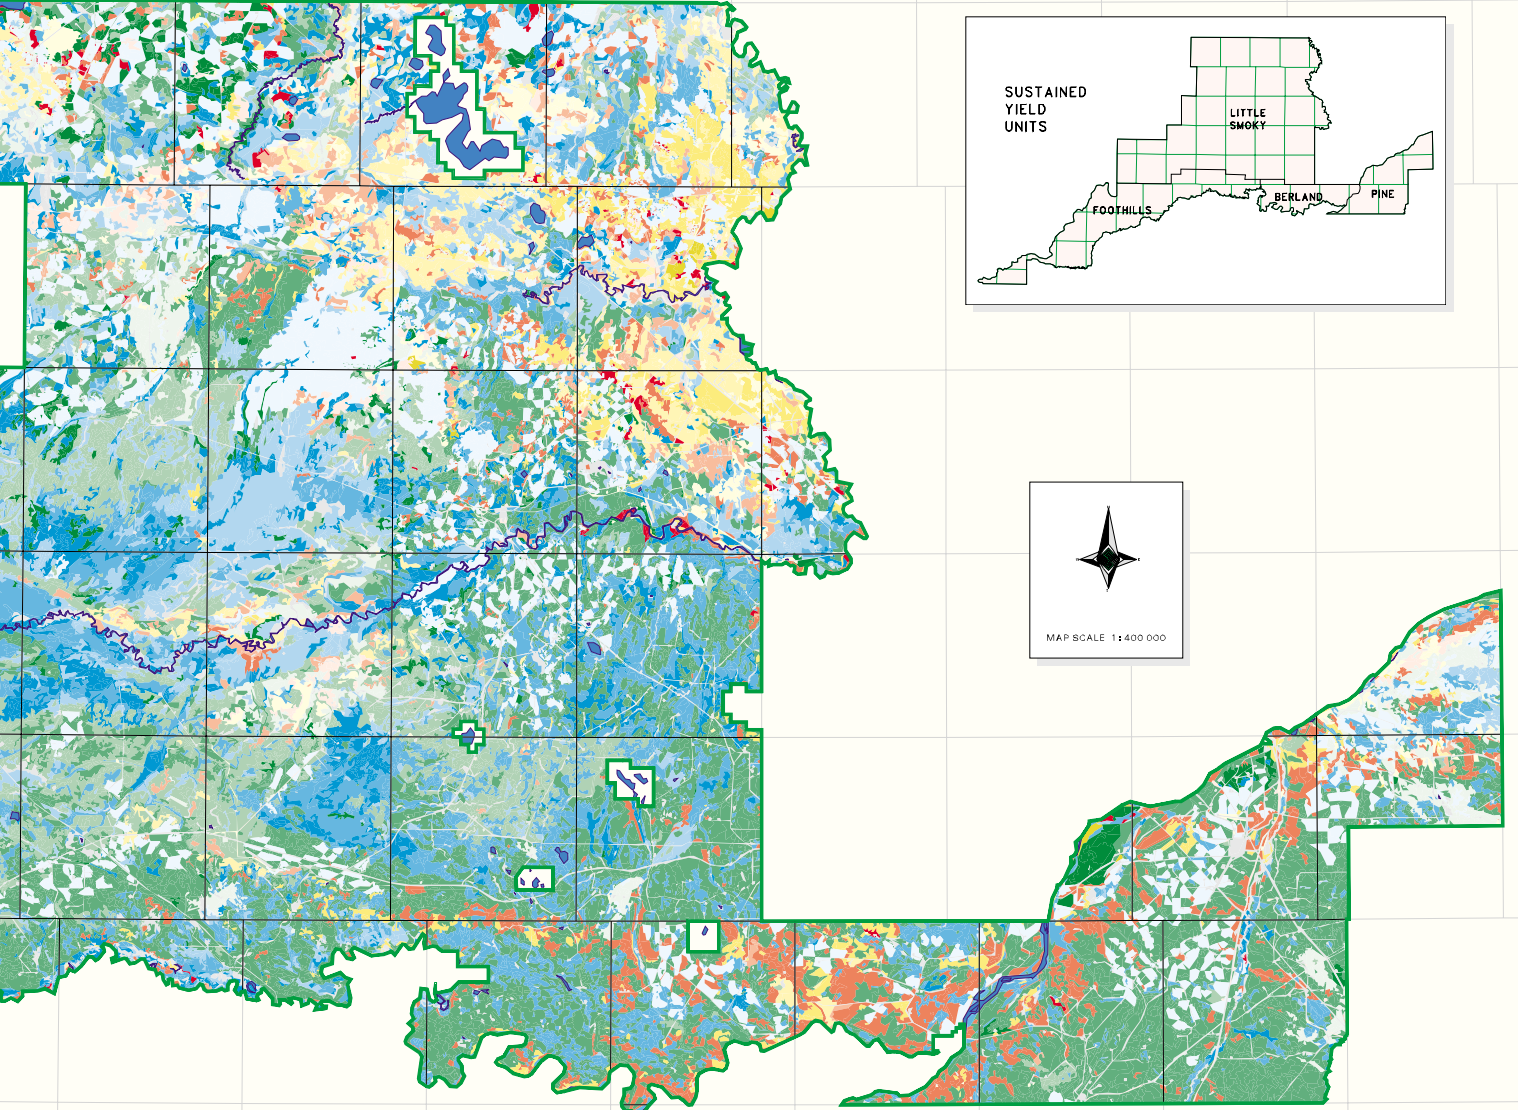 SUSTAINED
YIELD
UNITS
LITTLE
SMOKY
FOOTHILLS
BERLAND
PINE
MAP SCALE 1:400 000